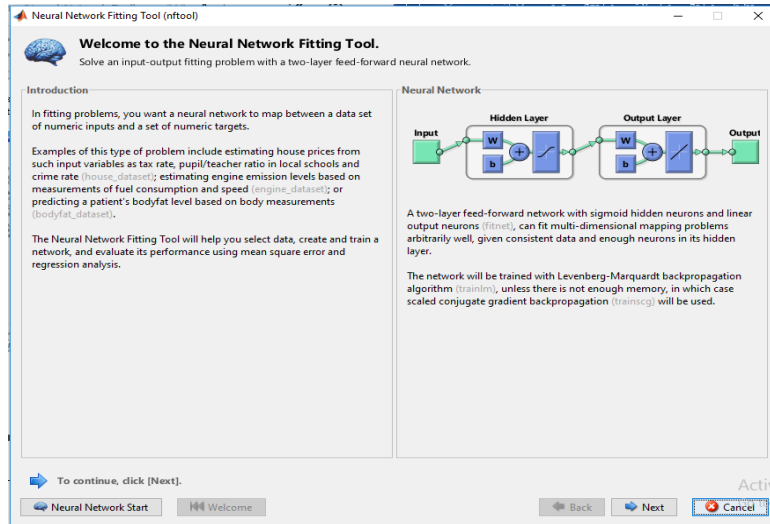 Neural Network Fitting Tool (nftool)
Welcome to the Neural Network Fitting Tool.
Solve an input-output fitting problem with a two-layer feed-forward neural network.
Introduction
In fitting problems, you want a neural network to map between a data set
of numeric inputs and a set of numeric targets.
Examples of this type of problem include estimating house prices from
such input variables as tax rate, pupil/teacher ratio in local schools and
crime rate (house_dataset); estimating engine emission levels based on
measurements of fuel consumption and speed (engine_dataset); or
predicting a patient's bodyfat level based on body measurements
(bodyfat_dataset).
The Neural Network Fitting Tool will help you select data, create and train a
network, and evaluate its performance using mean square error and
regression analysis.
Neural Network
Hidden Layer Output Layer
Input Output
W W
b b
A two-layer feed-forward network with sigmoid hidden neurons and linear
output neurons (fitnet), can fit multi-dimensional mapping problems
arbitrarily well, given consistent data and enough neurons in its hidden
layer.
The network will be trained with Levenberg-Marquardt backpropagation
algorithm (trainlm), unless there is not enough memory, in which case
scaled conjugate gradient backpropagation (trainscg) will be used.
To continue, click [Next].
Acti
Neural Network Start Welcome Back Next Cancel